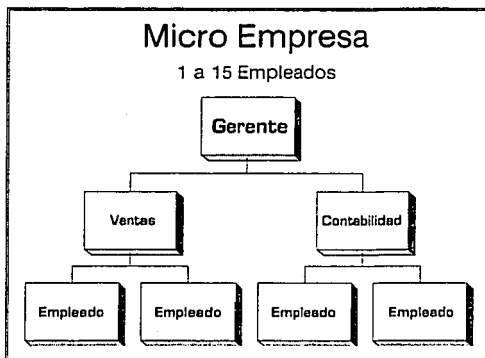 Micro Empresa
1 a 15 Empleados
Gerente
Ventas Contabilidad
Empleado Empleado Empleado Empleado